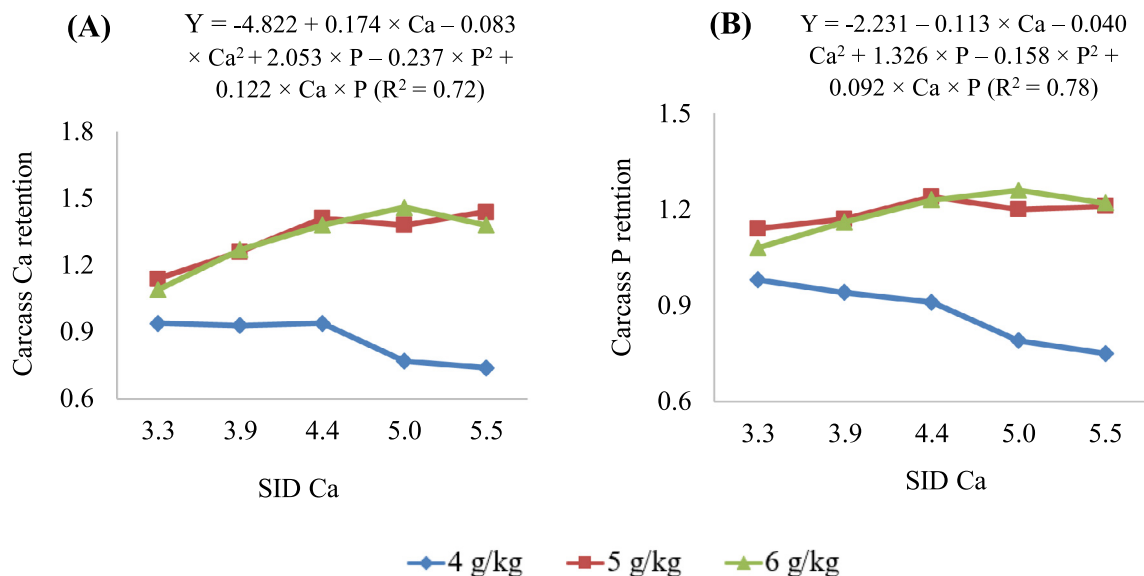 (A)
Y = -4.822 + 0.174 × Ca – 0.083
× Ca² + 2.053 × P – 0.237 × P² +
0.122 × Ca × P (R² = 0.72)
Carcass Ca retention
1.8
1.5
1.2
0.9
0.6
3.3 3.9 4.4 5.0 5.5
SID Ca
(B)
Y = -2.231 – 0.113 × Ca – 0.040
Ca² + 1.326 × P – 0.158 × P² +
0.092 × Ca × P (R² = 0.78)
Carcass P retntion
1.5
1.2
0.9
0.6
3.3 3.9 4.4 5.0 5.5
SID Ca
4 g/kg 5 g/kg 6 g/kg